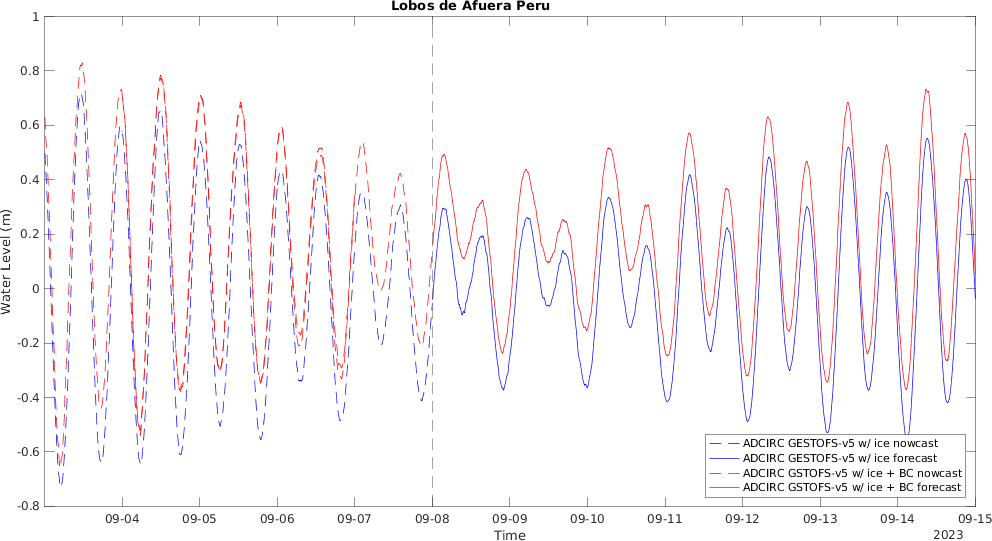 Lobos de Afuera Peru
Water Level (m)
1
0.8
0.6
0.4
0.2
0
-0.2
-0.4
-0.6
-0.8
09-04 09-05 09-06 09-07 09-08 09-09 09-10 09-11 09-12 09-13 09-14 09-15
Time
2023
ADCIRC GESTOFS-v5 w/ ice nowcast
ADCIRC GESTOFS-v5 w/ ice forecast
ADCIRC GSTOFS-v5 w/ ice + BC nowcast
ADCIRC GSTOFS-v5 w/ ice + BC forecast